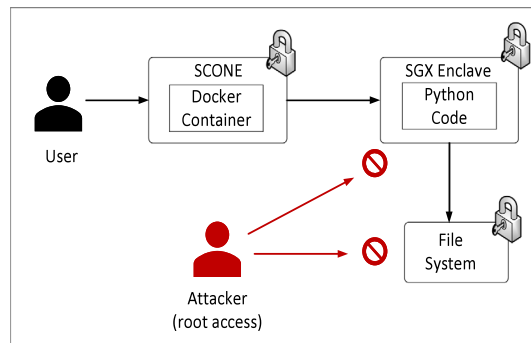 SCONE
Docker
Container
SGX Enclave
Python
Code
User
File
System
Attacker
(root access)